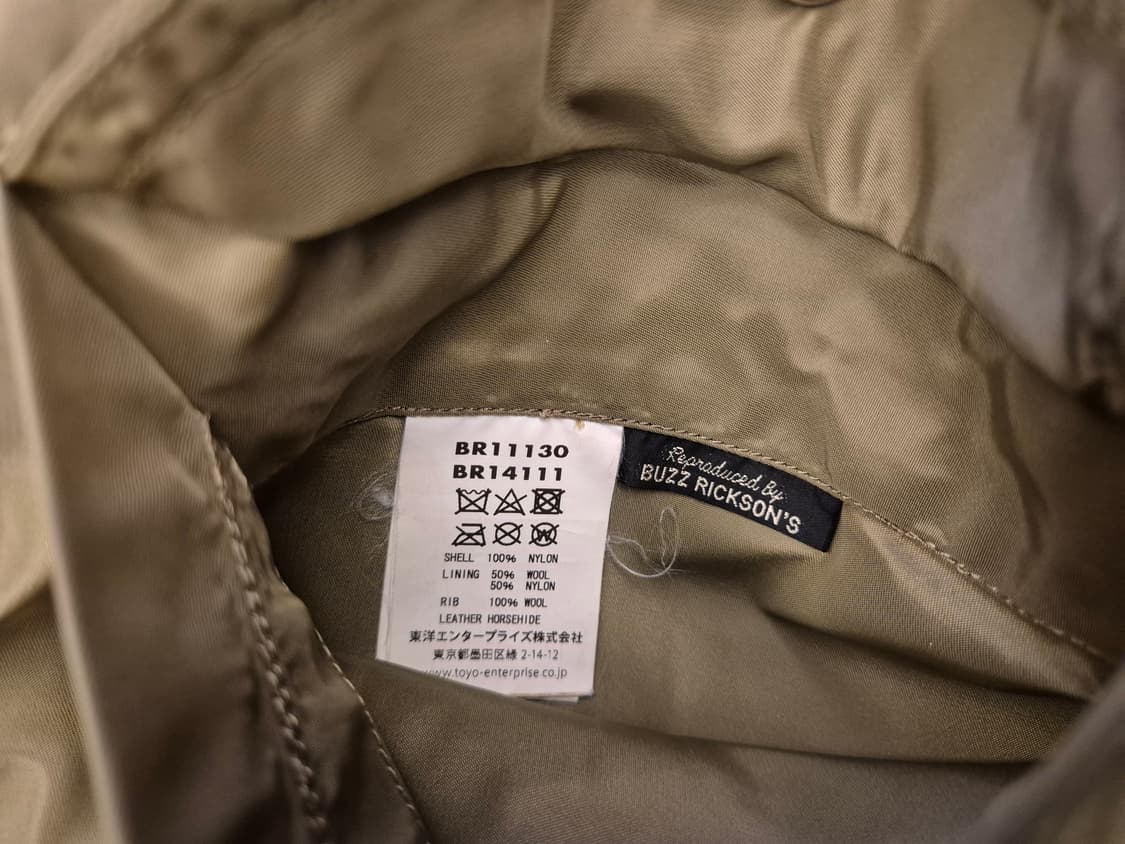 BR11130
BR14111
W
SHELL 100% NYLON
LINING 50% WOOL
50% NYLON
RIB 100% WOOL
LEATHER HORSEHIDE
東洋エンタープライズ株式会社
東京都墨田区緑 2-14-12
www.toyo-enterprise.co.jp
Reproduced By
BUZZ RICKSON'S